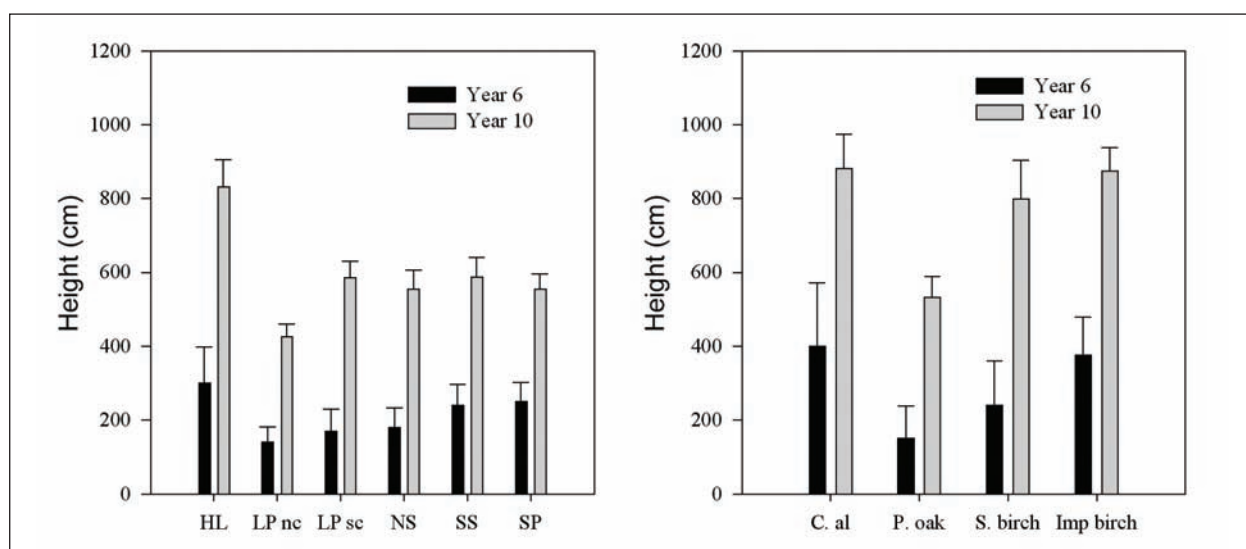 1200
1000
800
600
400
200
0
Height (cm)
Year 6
Year 10
HL LP nc LP sc NS SS SP
1200
1000
800
600
400
200
0
Height (cm)
Year 6
Year 10
C. al P. oak S. birch Imp birch